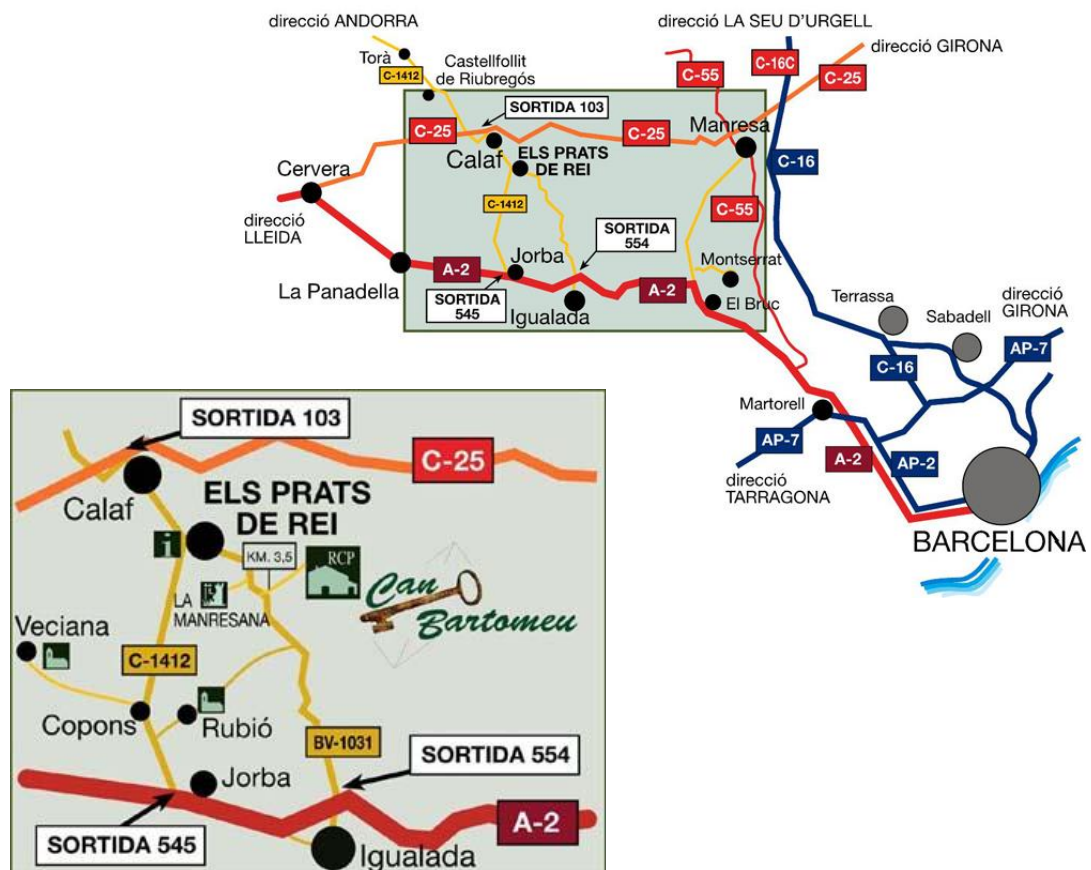 direcció ANDORRA
direcció LA SEU D'URGELL
direcció GIRONA
Torà
C-1412
Castellfollit
de Riubregós
C-55
C-16C
C-25
SORTIDA 103
C-25
C-25
Manresa
Calaf
ELS PRATS
DE REI
C-16
Cervera
C-1412
C-55
direcció
LLEIDA
SORTIDA
554
Jorba
Montserrat
A-2
A-2
La Panadella
SORTIDA
545
Igualada
El Bruc
Terrassa
Sabadell
direcció
GIRONA
AP-7
C-16
Martorell
AP-7
A-2
AP-2
direcció
TARRAGONA
BARCELONA
SORTIDA 103
C-25
Calaf
ELS PRATS
DE REI
i
KM. 3,5
RCP
LA
MANRESANA
Can
Bartomeu
Veciana
C-1412
Copons
Rubió
BV-1031
SORTIDA 554
Jorba
A-2
SORTIDA 545
Igualada